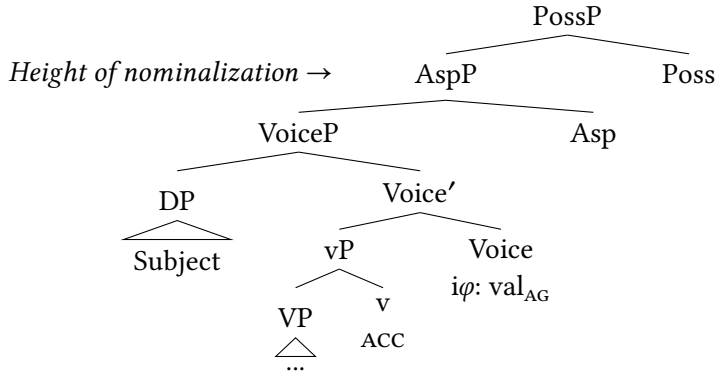 PossP
Height of nominalization → AspP Poss
VoiceP Asp
DP Voice′
Subject vP Voice
iφ: val_AG
VP v
... ACC